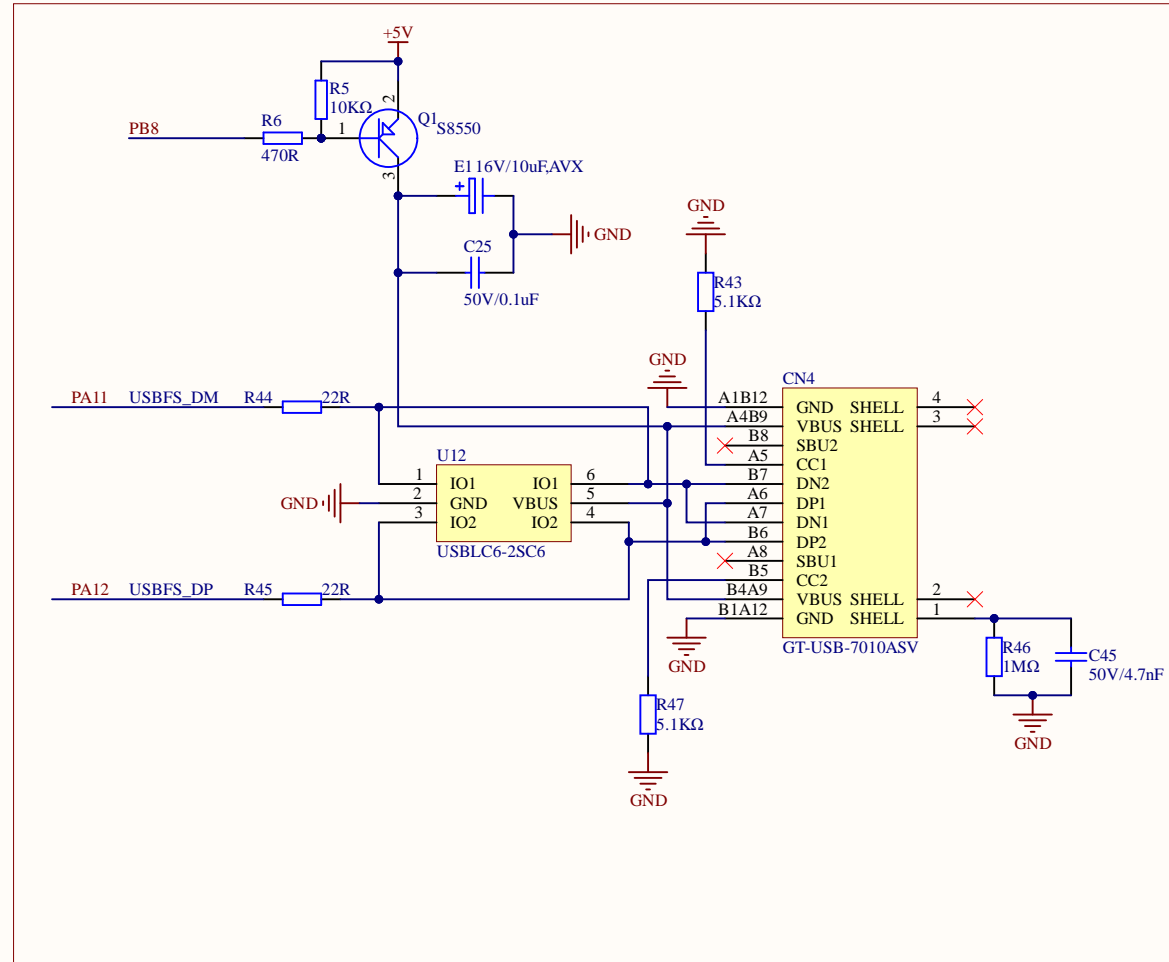 +5V
R5
10KΩ
2
Q1
S8550
R6
PB8
1
470R
3
E1 16V/10uF,AVX
+
GND
GND
C25
50V/0.1uF
R43
5.1KΩ
GND
CN4
PA11 USBFS_DM R44 22R
A1B12 GND SHELL 4
A4B9 VBUS SHELL 3
B8 SBU2
A5 CC1
B7 DN2
A6 DP1
A7 DN1
B6 DP2
A8 SBU1
B5 CC2
B4A9 VBUS SHELL 2
B1A12 GND SHELL 1
GT-USB-7010ASV
U12
1 IO1 IO1 6
GND 2 GND VBUS 5
3 IO2 IO2 4
USBLC6-2SC6
PA12 USBFS_DP R45 22R
GND
R46
1MΩ
C45
50V/4.7nF
GND
R47
5.1KΩ
GND